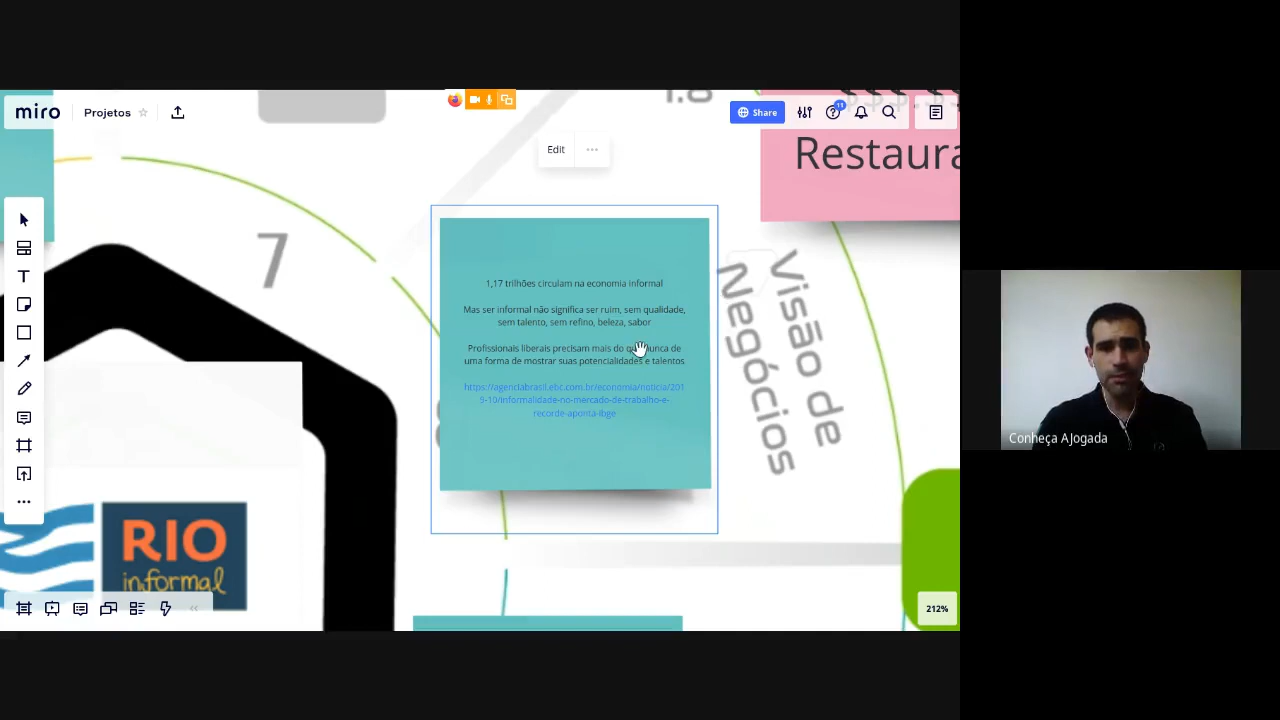 miro
Projetos
Share
11
1.8
$$$.$
Edit
...
Restaura
7
1,17 trilhões circulam na economia informal
Mas ser informal não significa ser ruim, sem qualidade,
sem talento, sem refino, beleza, sabor
Profissionais liberais precisam mais do que nunca de
uma forma de mostrar suas potencialidades e talentos
https://agenciabrasil.ebc.com.br/economia/noticia/201
9-10/informalidade-no-mercado-de-trabalho-e-
recorde-aponta-ibge
Visão de
Negócios
RIO
informal
212%
Conheça AJogada